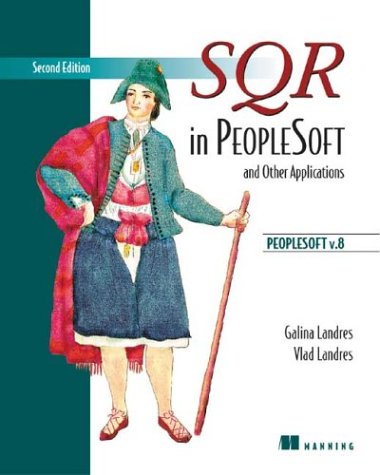 Second Edition
SQR
in PEOPLESOFT
and Other Applications
PEOPLESOFT v.8
Galina Landres
Vlad Landres
MANNING